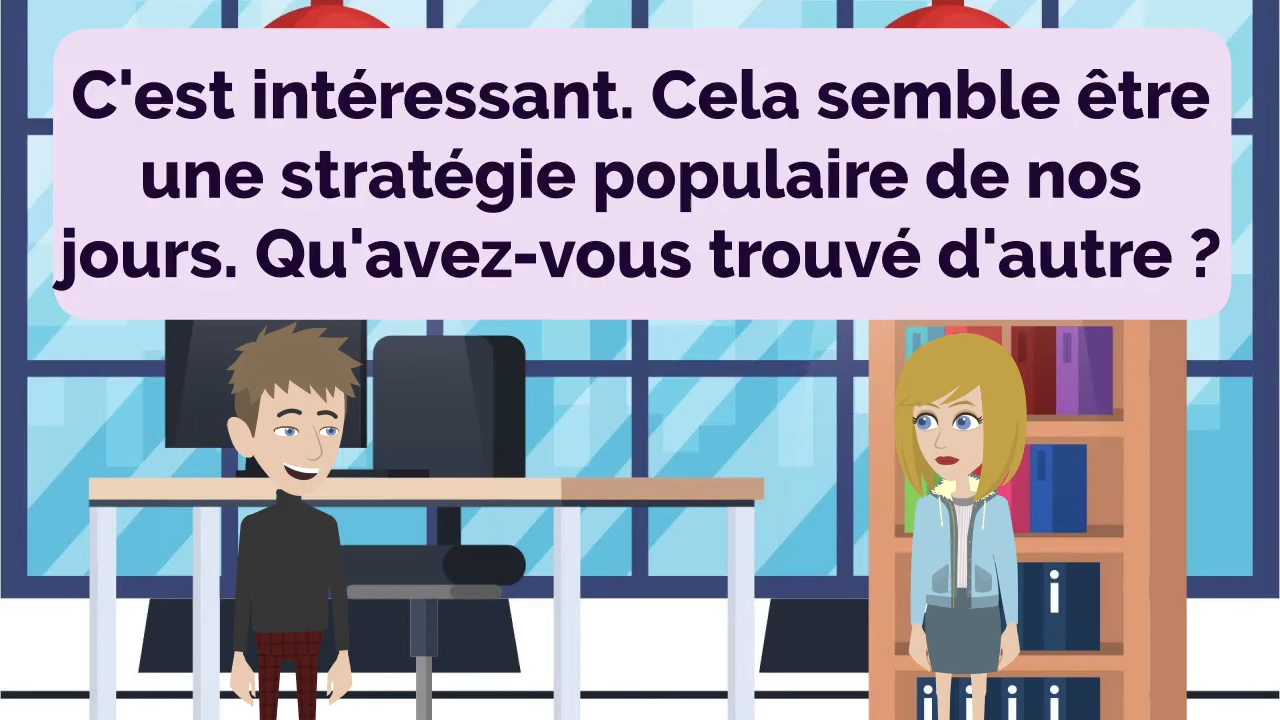 C'est intéressant. Cela semble être
une stratégie populaire de nos
jours. Qu'avez-vous trouvé d'autre ?